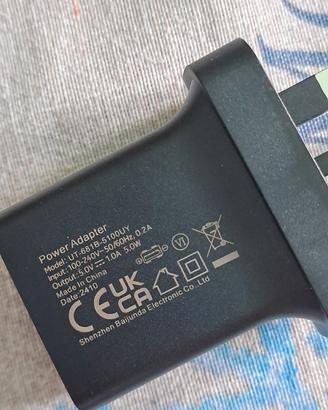 Power Adapter
Model: UT-681B-5100UY
Input: 100-240V~50/60Hz, 0.2A
Output: 5.0V⎓1.0A 5.0W
Made in China
Date: 2410
CE UK CA
VI
Shenzhen Baijunda Electronic Co., Ltd